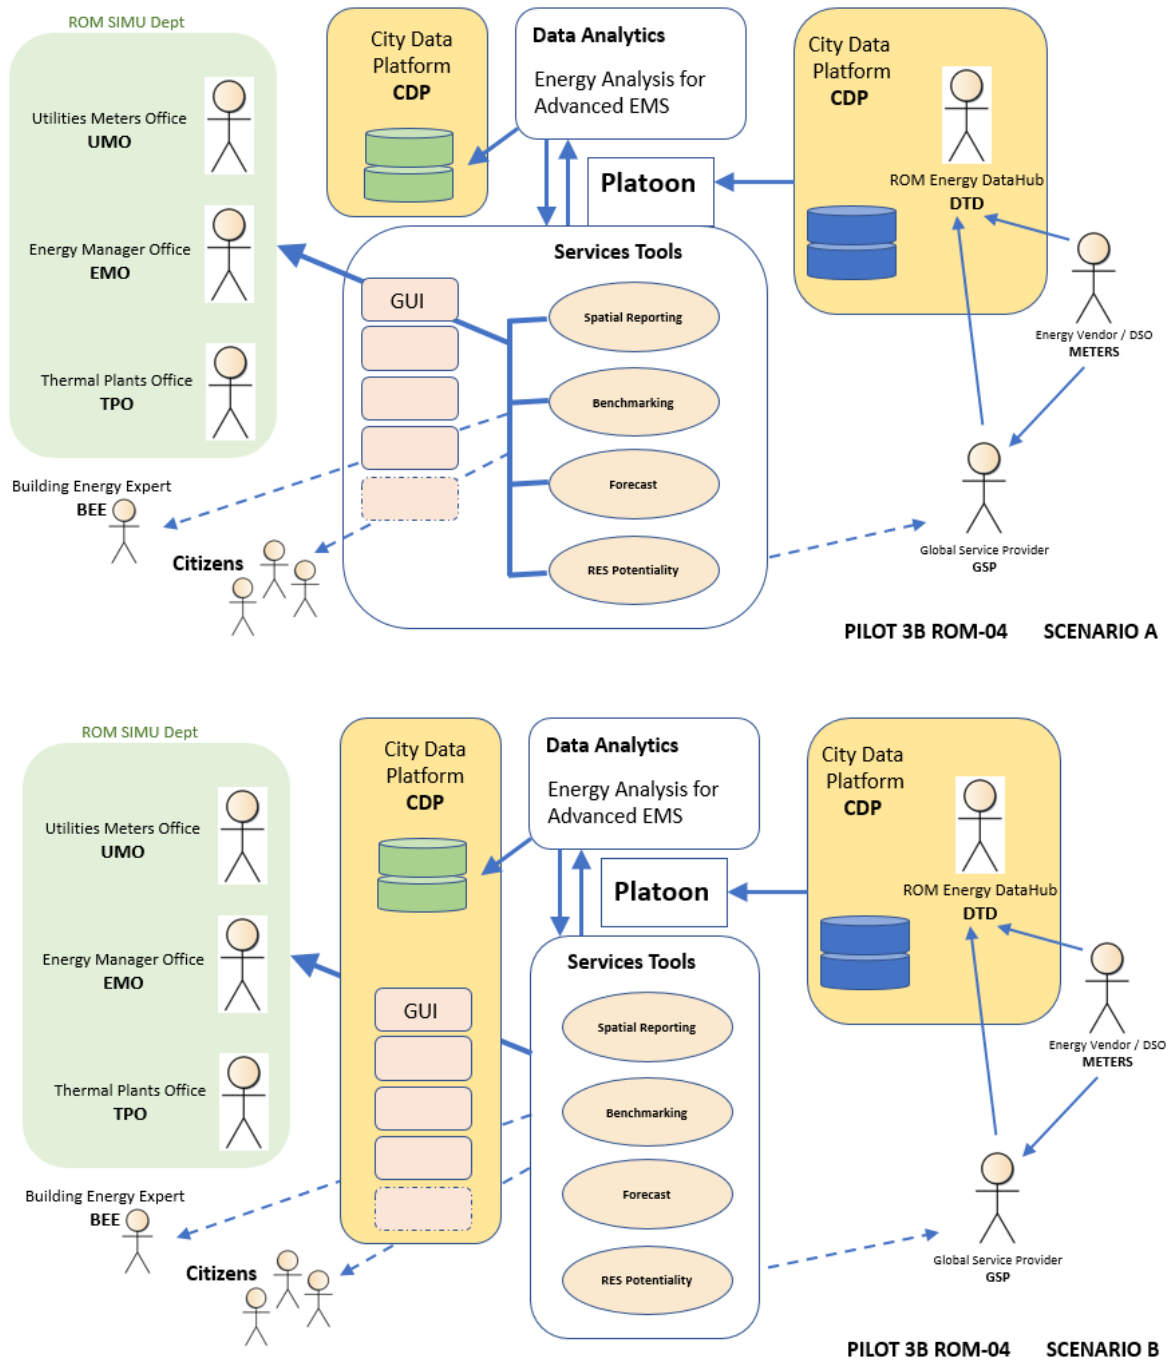 ROM SIMU Dept
Utilities Meters Office
UMO
Energy Manager Office
EMO
Thermal Plants Office
TPO
Building Energy Expert
BEE
Citizens
City Data
Platform
CDP
Data Analytics
Energy Analysis for
Advanced EMS
Platoon
Services Tools
GUI
Spatial Reporting
Benchmarking
Forecast
RES Potentiality
City Data
Platform
CDP
ROM Energy DataHub
DTD
Energy Vendor / DSO
METERS
Global Service Provider
GSP
PILOT 3B ROM-04 SCENARIO A
ROM SIMU Dept
Utilities Meters Office
UMO
Energy Manager Office
EMO
Thermal Plants Office
TPO
Building Energy Expert
BEE
Citizens
City Data
Platform
CDP
GUI
Data Analytics
Energy Analysis for
Advanced EMS
Platoon
Services Tools
Spatial Reporting
Benchmarking
Forecast
RES Potentiality
City Data
Platform
CDP
ROM Energy DataHub
DTD
Energy Vendor / DSO
METERS
Global Service Provider
GSP
PILOT 3B ROM-04 SCENARIO B